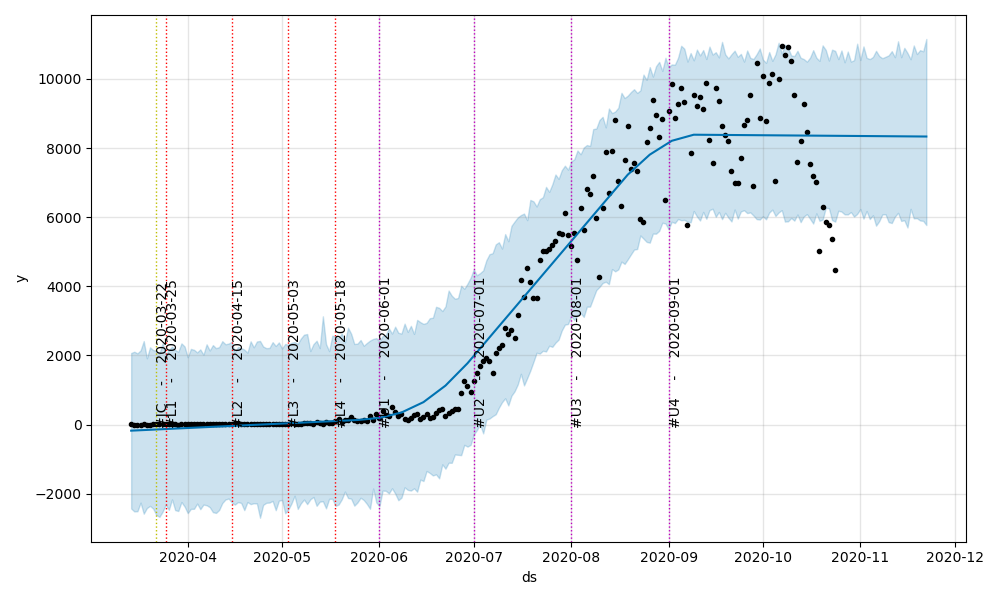 10000
8000
6000
4000
2000
0
−2000
y
#JC - 2020-03-22
#L1 - 2020-03-25
#L2 - 2020-04-15
#L3 - 2020-05-03
#L4 - 2020-05-18
#U1 - 2020-06-01
#U2 - 2020-07-01
#U3 - 2020-08-01
#U4 - 2020-09-01
2020-04 2020-05 2020-06 2020-07 2020-08 2020-09 2020-10 2020-11 2020-12
ds